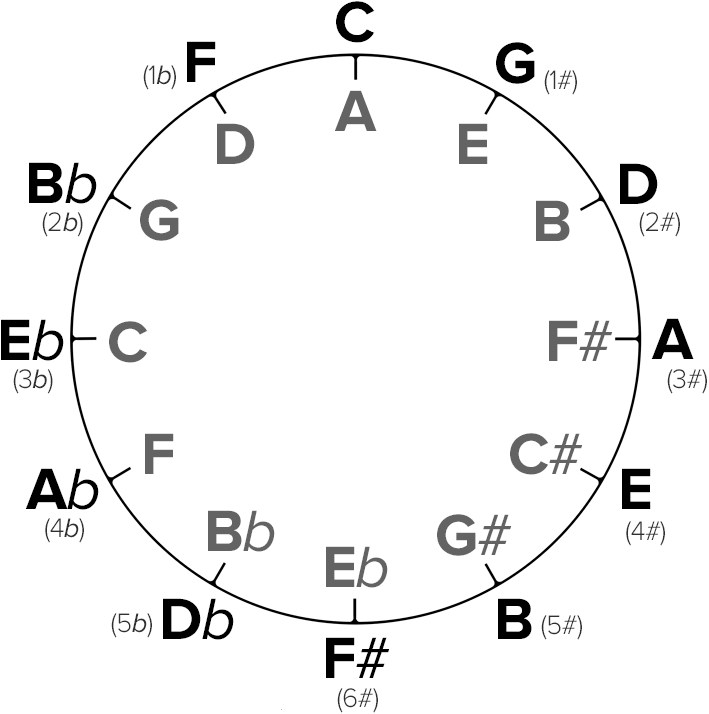 C
F
(1b)
G
(1#)
A
D
E
Bb
(2b)
D
(2#)
G
B
Eb
(3b)
C
F#
A
(3#)
F
C#
Ab
(4b)
E
(4#)
Bb
G#
Eb
(5b) Db
B (5#)
F#
(6#)